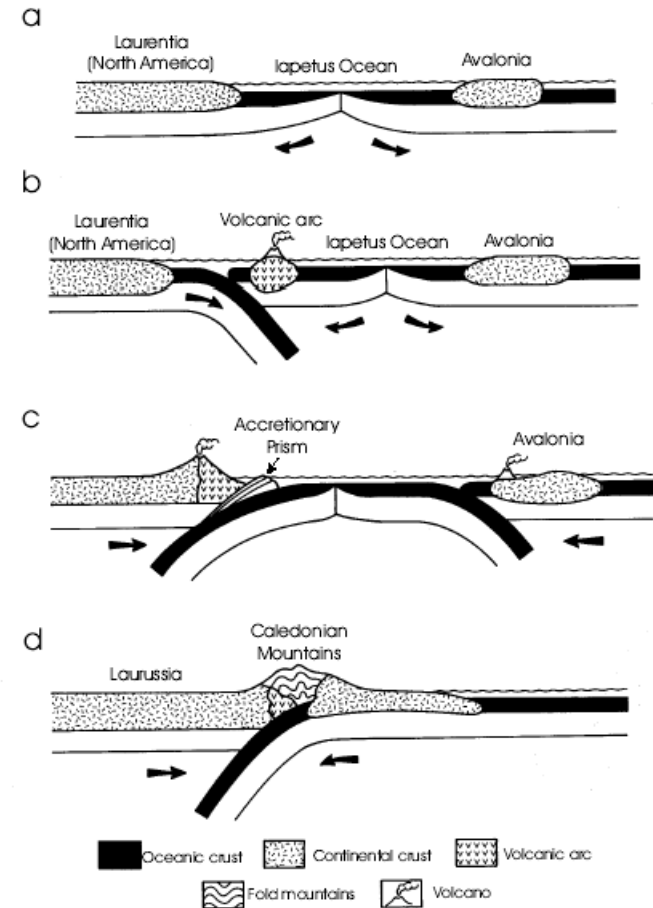 a
Laurentia
(North America)
Iapetus Ocean
Avalonia
b
Laurentia
(North America)
Volcanic arc
Iapetus Ocean
Avalonia
c
Accretionary
Prism
Avalonia
d
Caledonian
Mountains
Laurussia
Oceanic crust
Continental crust
Volcanic arc
Fold mountains
Volcano